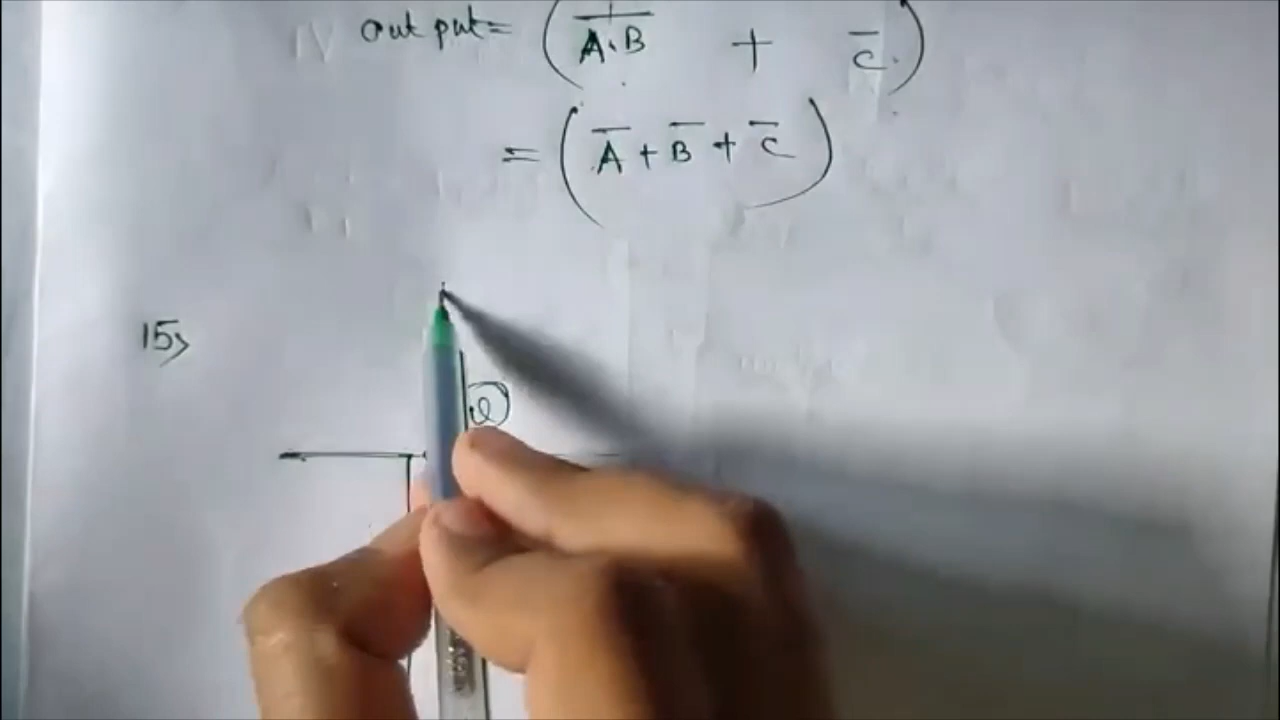 output = (A̅.̅B̅ + C̅)
= (A̅ + B̅ + C̅)
15>